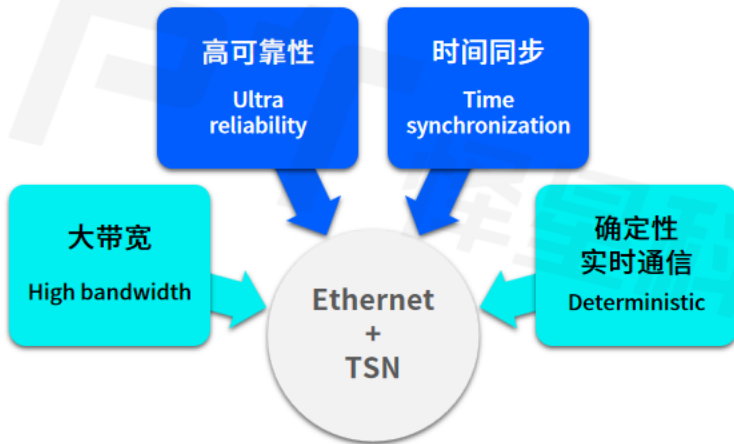 高可靠性
Ultra
reliability
时间同步
Time
synchronization
大带宽
High bandwidth
确定性
实时通信
Deterministic
Ethernet
+
TSN